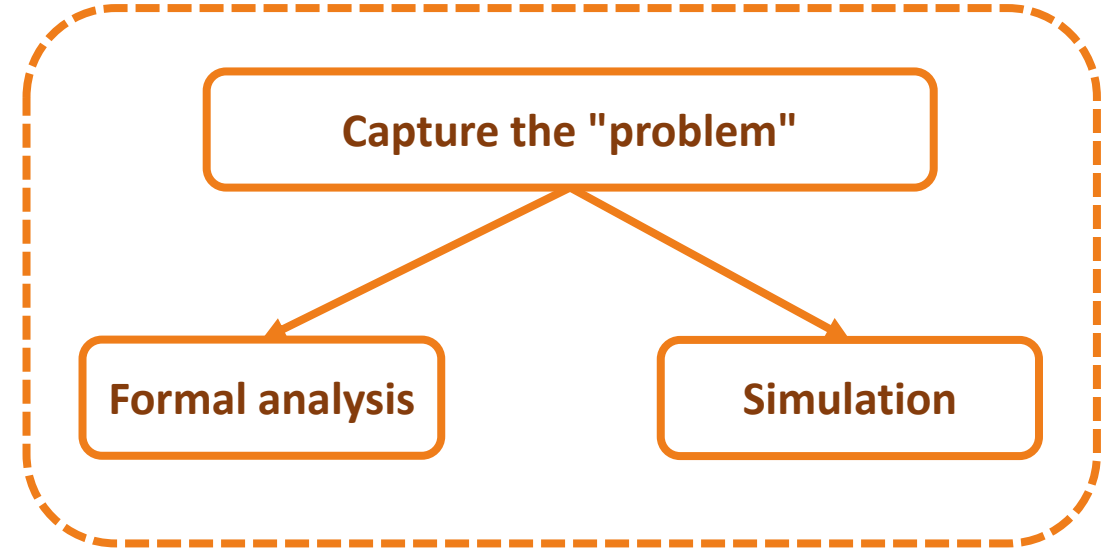 Capture the "problem"
Formal analysis
Simulation